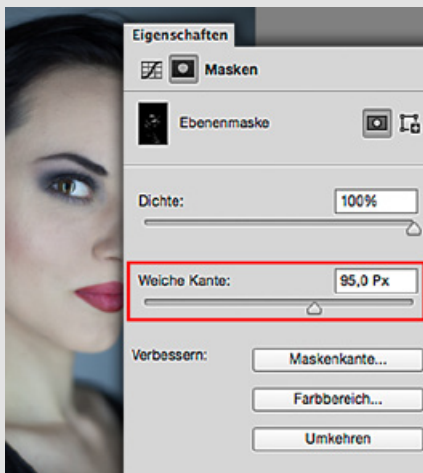 Eigenschaften
Masken
Ebenenmaske
Dichte:
100%
Weiche Kante:
95,0 Px
Verbessern:
Maskenkante...
Farbbereich...
Umkehren